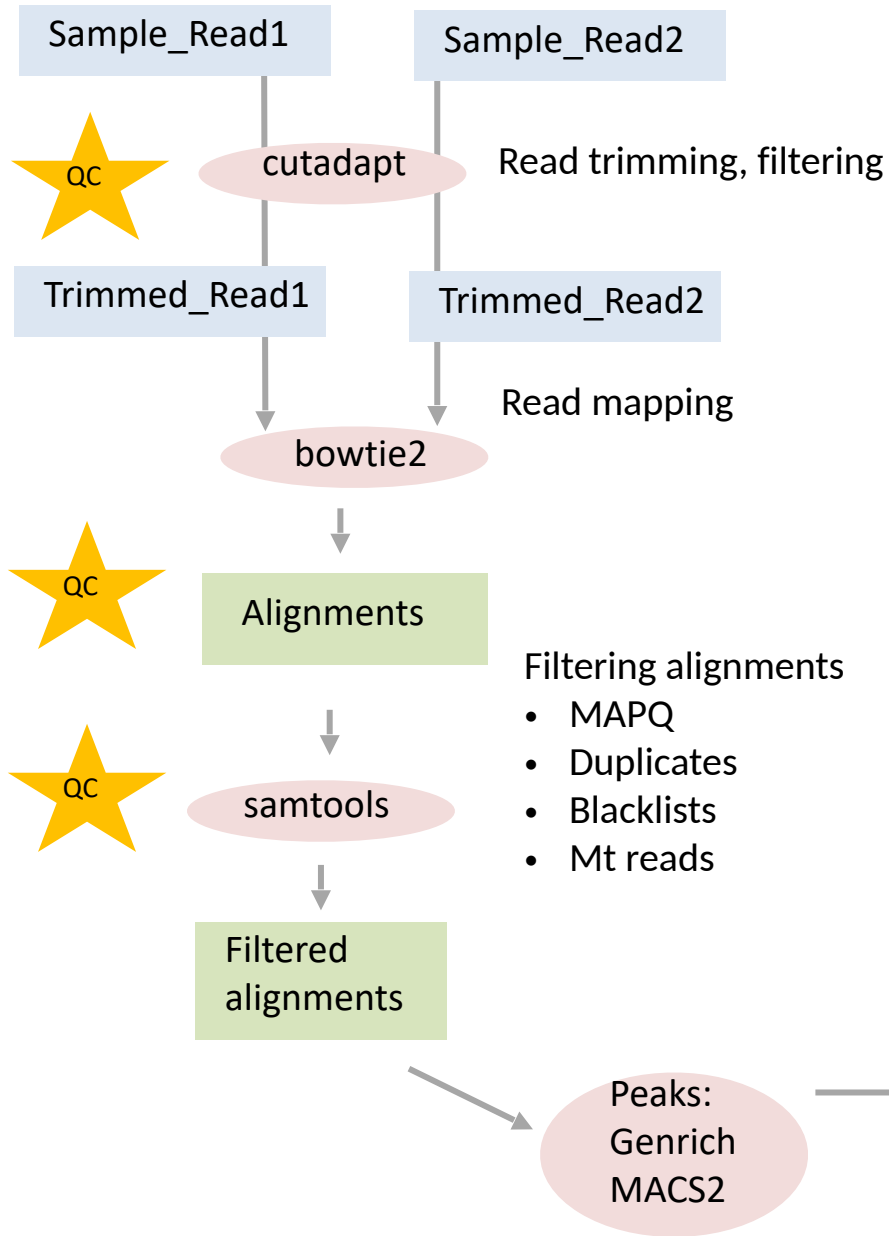 Sample_Read1
Sample_Read2
QC
cutadapt
Read trimming, filtering
Trimmed_Read1
Trimmed_Read2
Read mapping
bowtie2
QC
Alignments
Filtering alignments
• MAPQ
• Duplicates
• Blacklists
• Mt reads
QC
samtools
Filtered
alignments
Peaks:
Genrich
MACS2